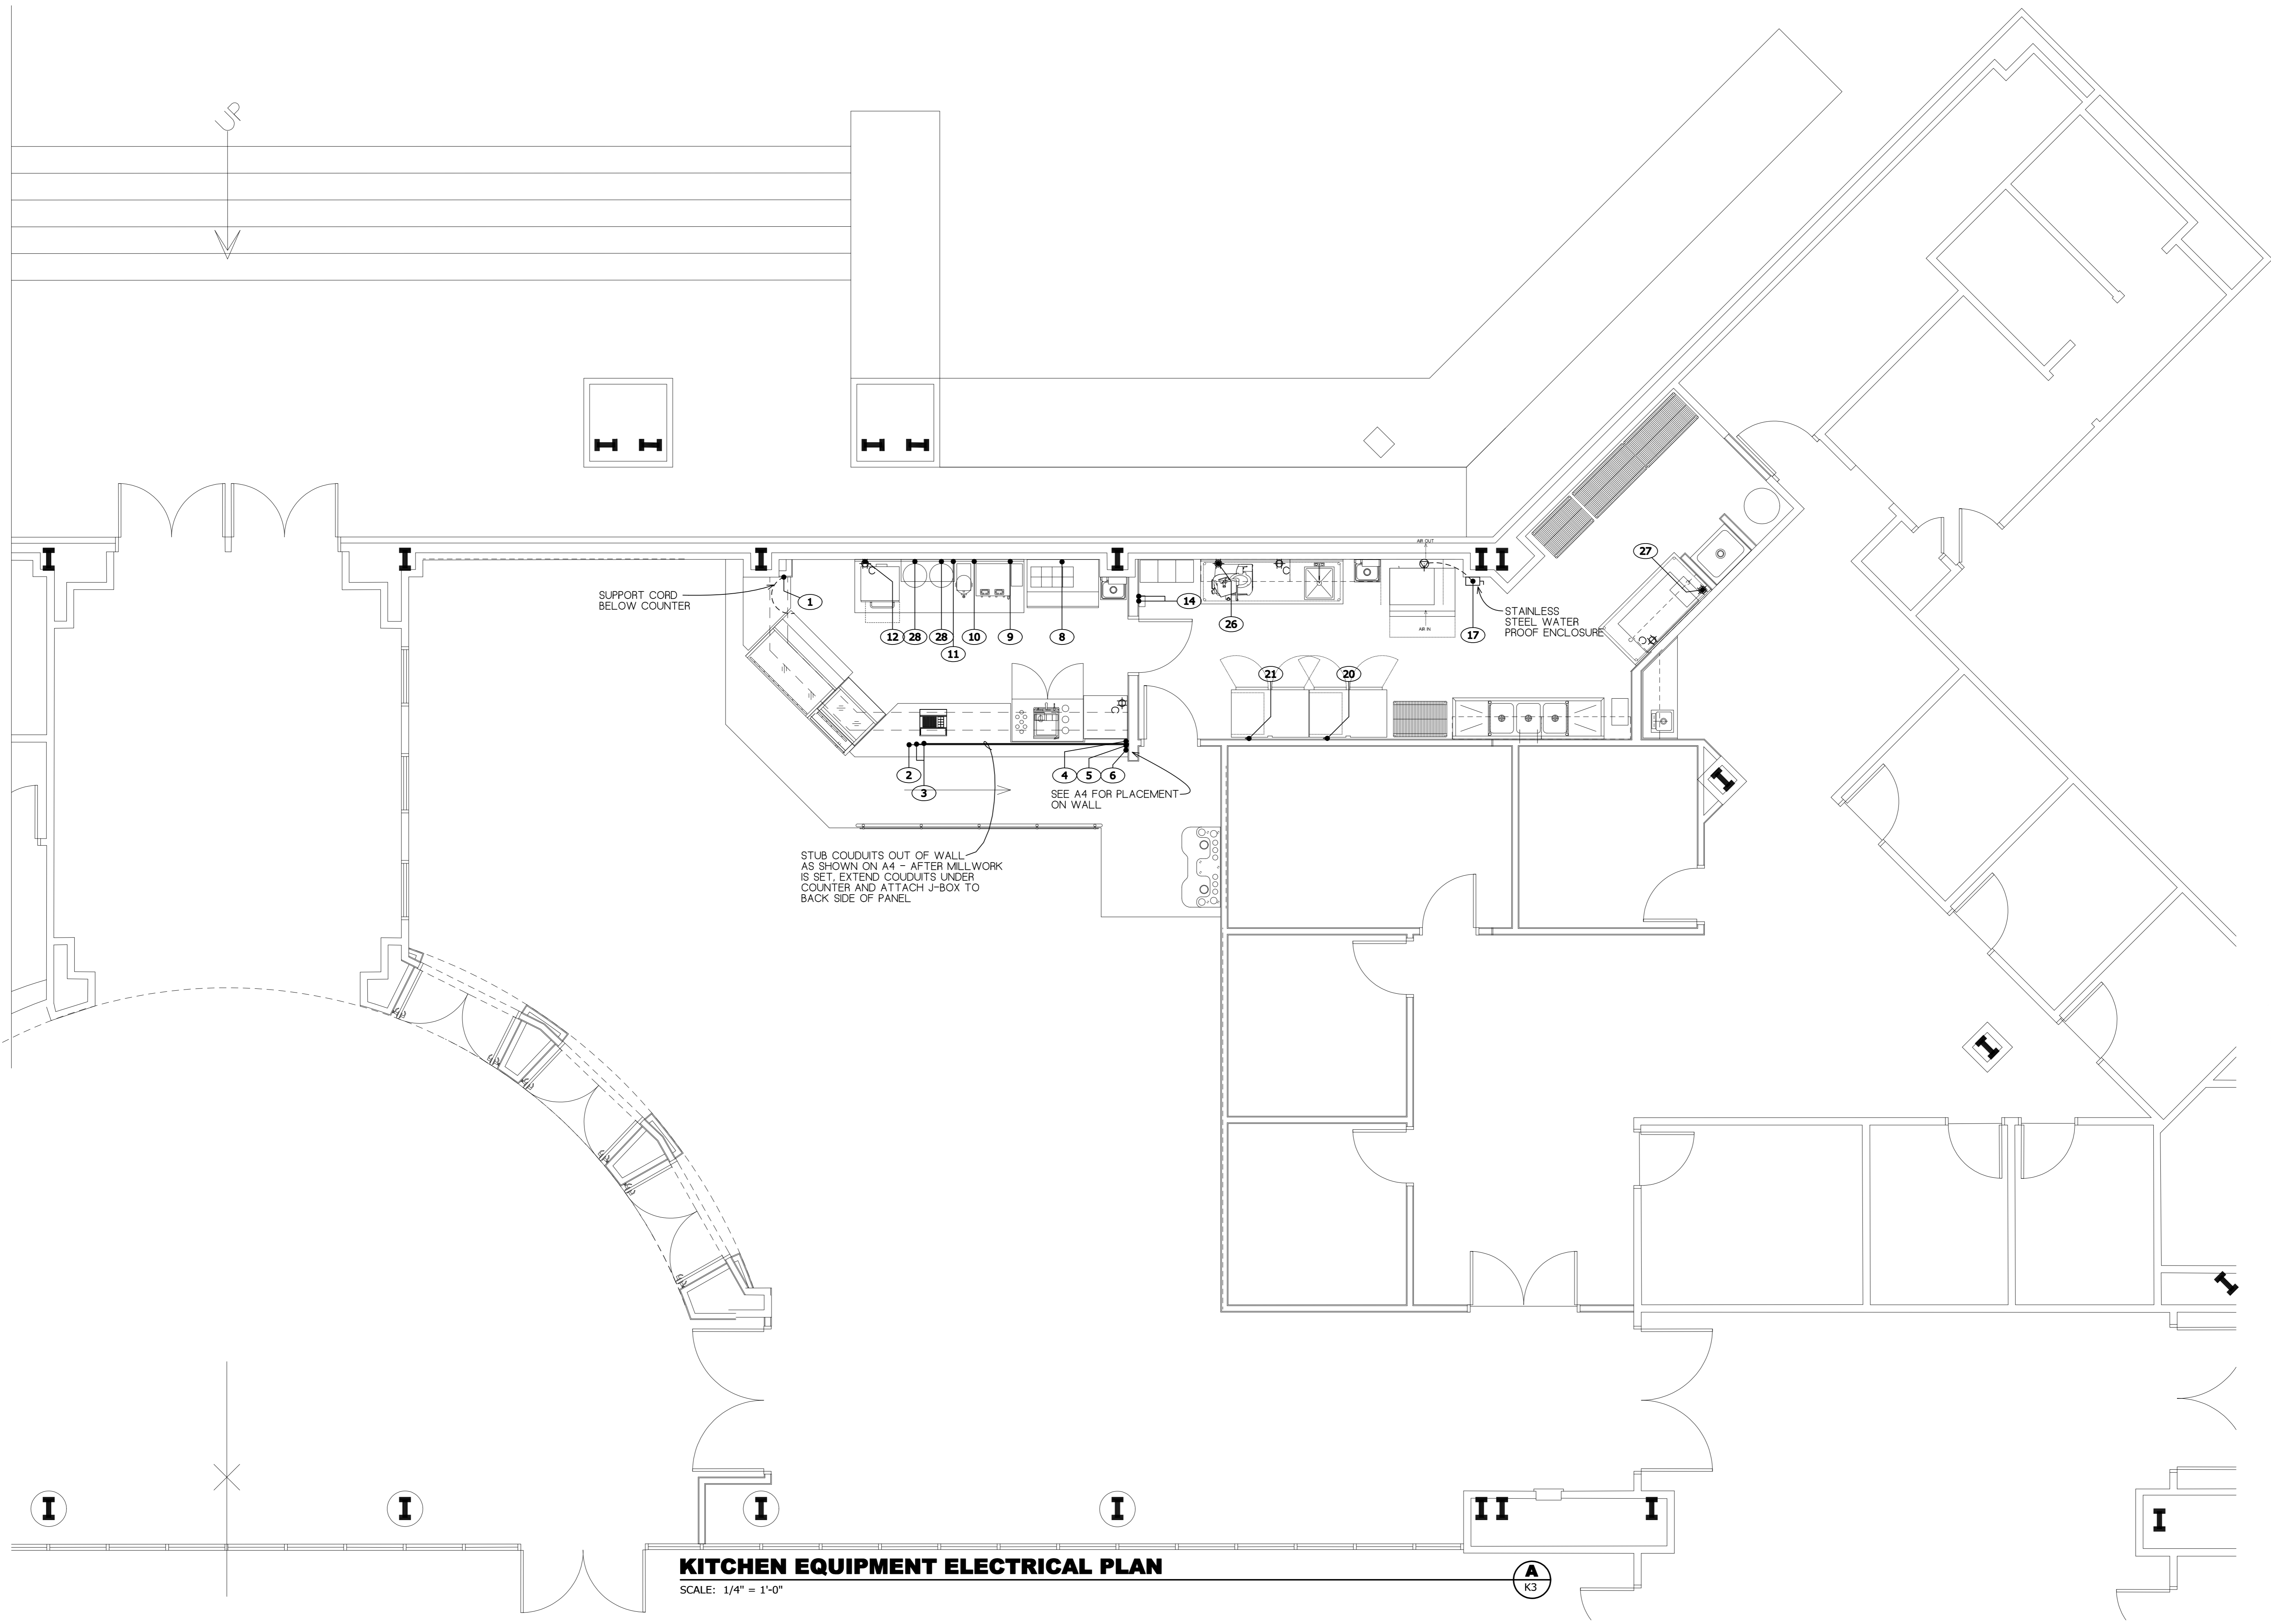 UP
AIR OUT
27
SUPPORT CORD
BELOW COUNTER
1
14
12
28
28
11
10
9
8
26
AIR IN
17
STAINLESS
STEEL WATER
PROOF ENCLOSURE
21
20
2
3
4
5
6
SEE A4 FOR PLACEMENT
ON WALL
STUB COUDUITS OUT OF WALL
AS SHOWN ON A4 - AFTER MILLWORK
IS SET, EXTEND COUDUITS UNDER
COUNTER AND ATTACH J-BOX TO
BACK SIDE OF PANEL
KITCHEN EQUIPMENT ELECTRICAL PLAN
SCALE: 1/4" = 1'-0"
A
K3